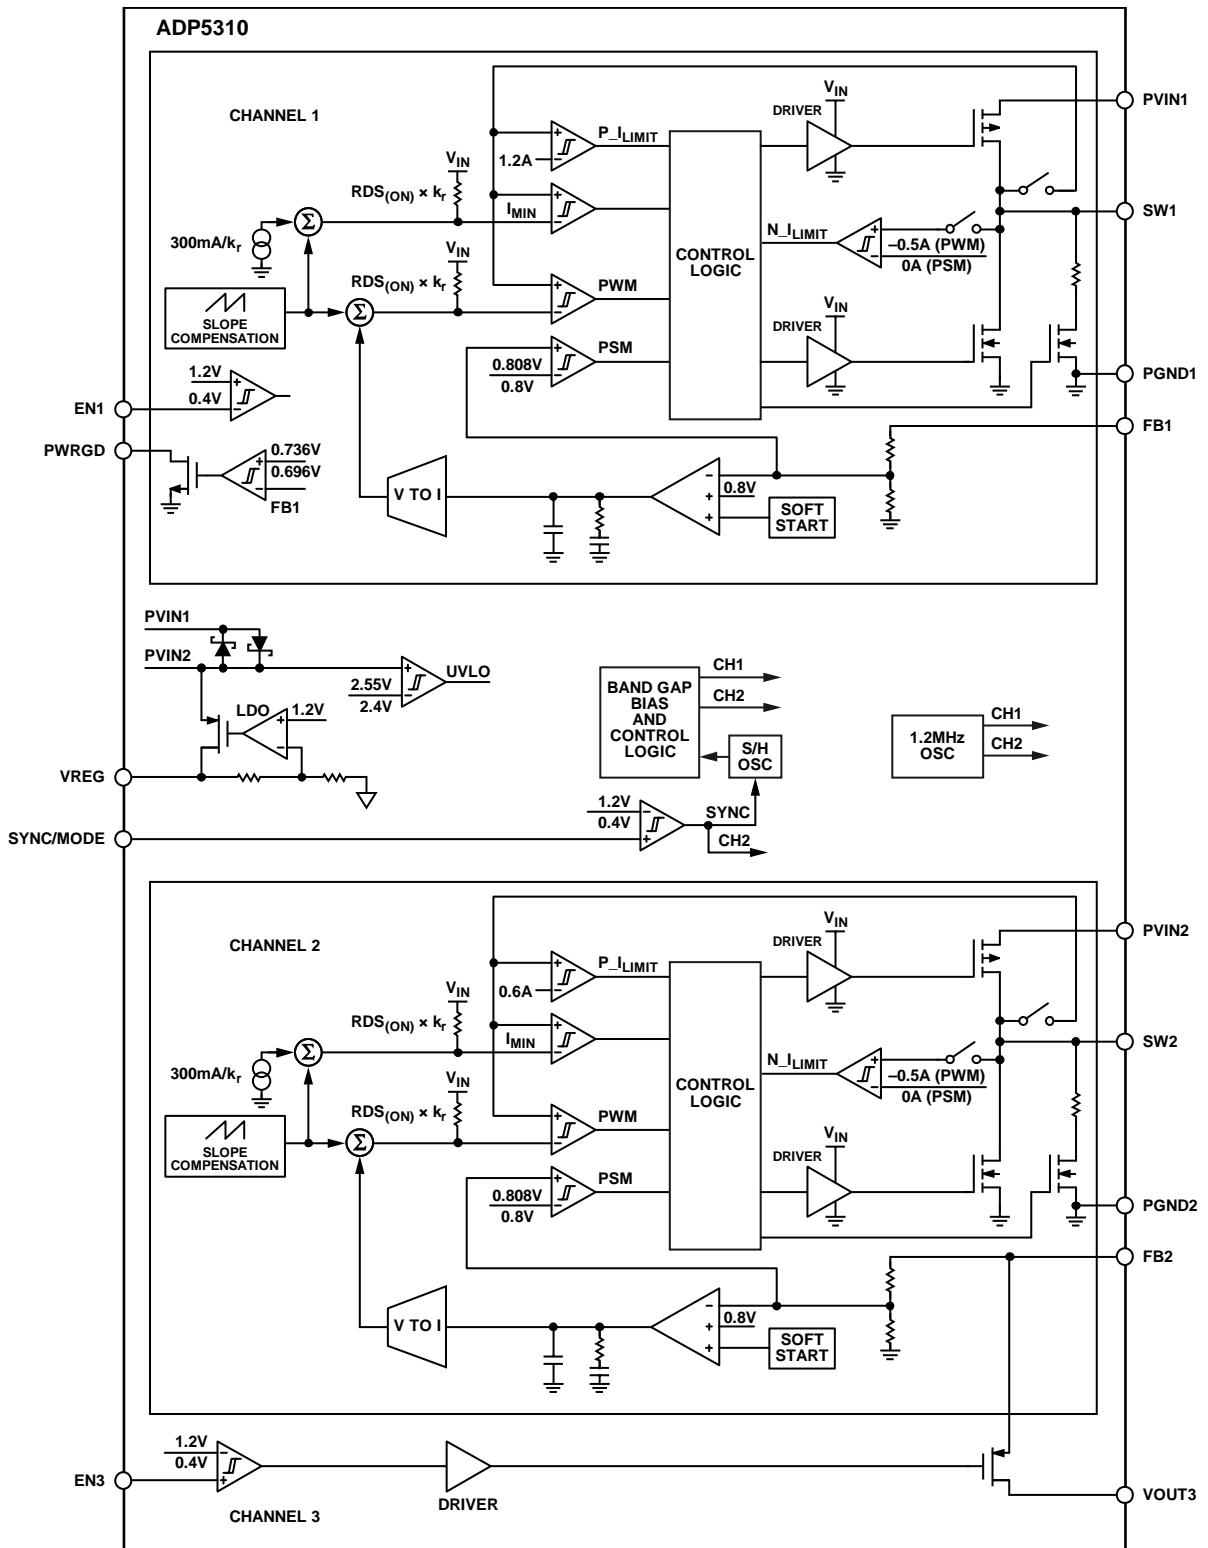 ADP5310
CHANNEL 1
PVIN1
VIN
DRIVER
P_ILIMIT
+
1.2A
–
VIN
RDS(ON) × kr
+
IMIN
–
Σ
300mA/kr
SW1
N_ILIMIT
+
–
–0.5A (PWM)
0A (PSM)
CONTROL
LOGIC
VIN
RDS(ON) × kr
+
PWM
–
Σ
SLOPE
COMPENSATION
VIN
DRIVER
+
PSM
0.808V
–
0.8V
1.2V
+
0.4V
–
EN1
PGND1
FB1
PWRGD
+
0.736V
0.696V
–
FB1
V TO I
–
0.8V
+
+
SOFT
START
PVIN1
PVIN2
+
UVLO
2.55V
–
2.4V
LDO
+
1.2V
–
VREG
BAND GAP
BIAS
AND
CONTROL
LOGIC
CH1
CH2
S/H
OSC
1.2MHz
OSC
CH1
CH2
1.2V
–
0.4V
+
SYNC
CH2
SYNC/MODE
CHANNEL 2
PVIN2
VIN
DRIVER
P_ILIMIT
+
0.6A
–
VIN
RDS(ON) × kr
+
IMIN
–
Σ
300mA/kr
SW2
N_ILIMIT
+
–
–0.5A (PWM)
0A (PSM)
CONTROL
LOGIC
VIN
RDS(ON) × kr
+
PWM
–
Σ
SLOPE
COMPENSATION
VIN
DRIVER
+
PSM
0.808V
–
0.8V
PGND2
FB2
V TO I
–
0.8V
+
+
SOFT
START
1.2V
–
0.4V
+
EN3
DRIVER
CHANNEL 3
VOUT3